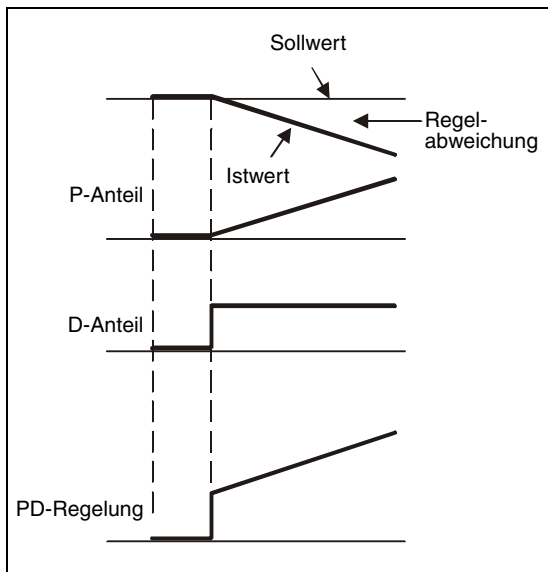 Sollwert
Regel-
abweichung
Istwert
P-Anteil
D-Anteil
PD-Regelung